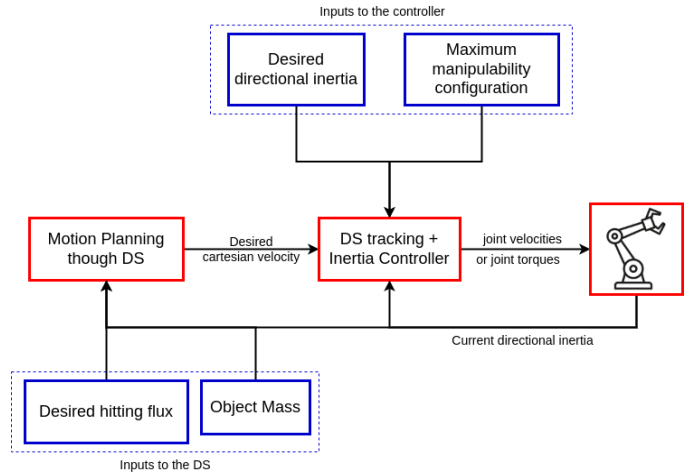 Inputs to the controller
Desired
directional inertia
Maximum
manipulability
configuration
Motion Planning
though DS
Desired
cartesian velocity
DS tracking +
Inertia Controller
joint velocities
or joint torques
Current directional inertia
Desired hitting flux
Object Mass
Inputs to the DS